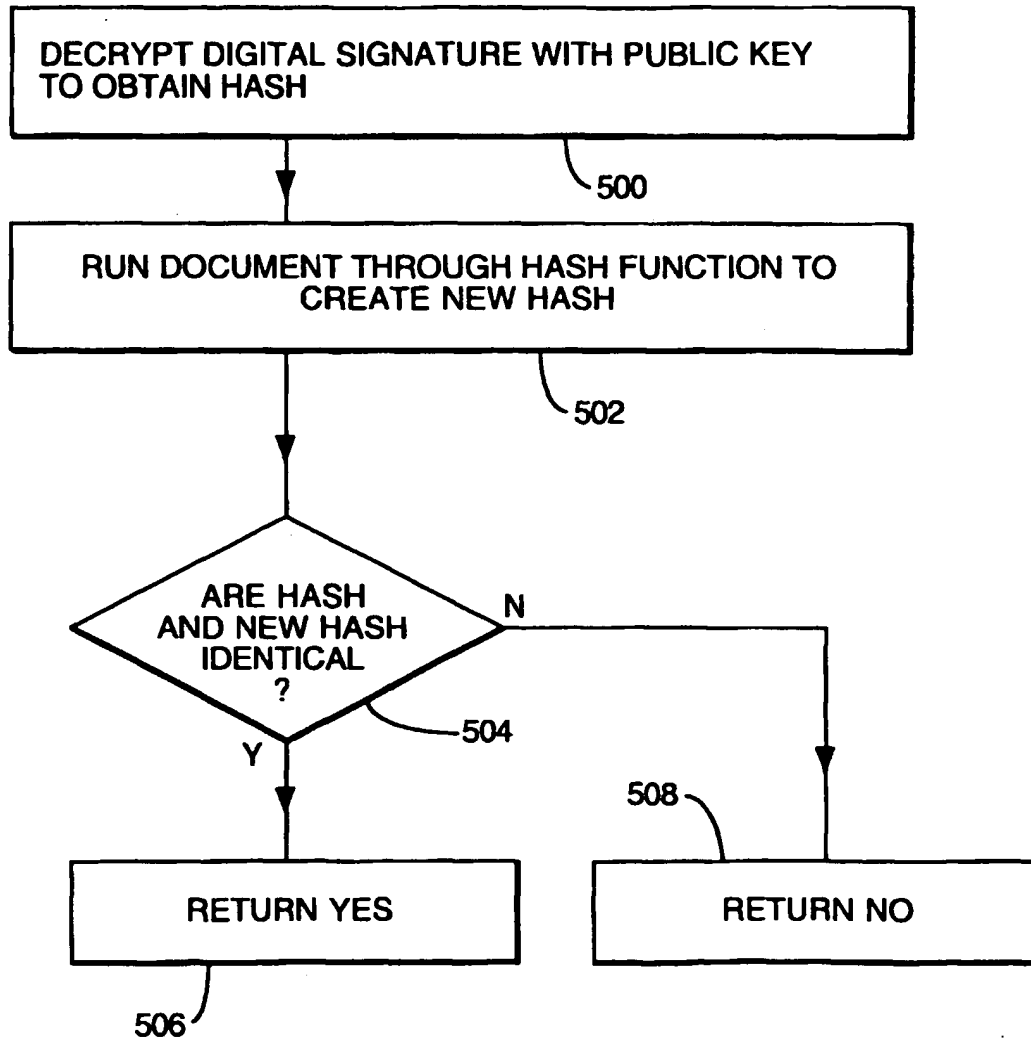 DECRYPT DIGITAL SIGNATURE WITH PUBLIC KEY
TO OBTAIN HASH
500
RUN DOCUMENT THROUGH HASH FUNCTION TO
CREATE NEW HASH
502
ARE HASH
AND NEW HASH
IDENTICAL
?
N
504
Y
508
RETURN YES
RETURN NO
506